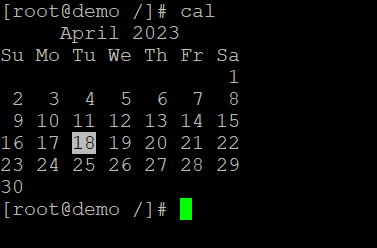 [root@demo /]# cal
     April 2023
Su Mo Tu We Th Fr Sa
                   1
 2  3  4  5  6  7  8
 9 10 11 12 13 14 15
16 17 18 19 20 21 22
23 24 25 26 27 28 29
30
[root@demo /]#